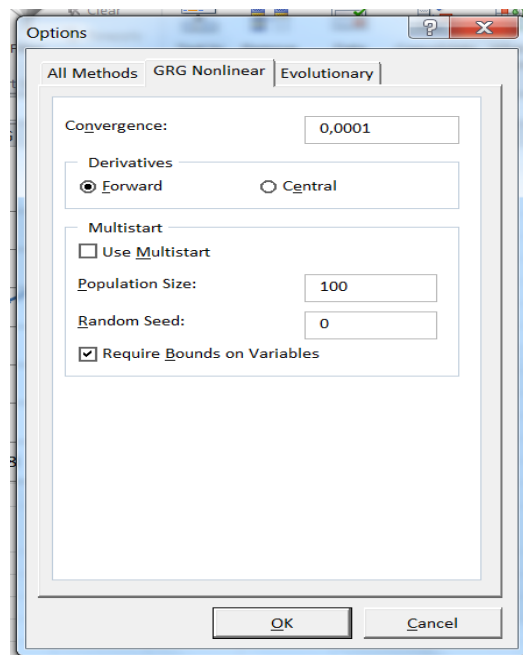 Clear
Options
All Methods GRG Nonlinear Evolutionary
Convergence: 0,0001
Derivatives
Forward Central
Multistart
Use Multistart
Population Size: 100
Random Seed: 0
Require Bounds on Variables
OK Cancel